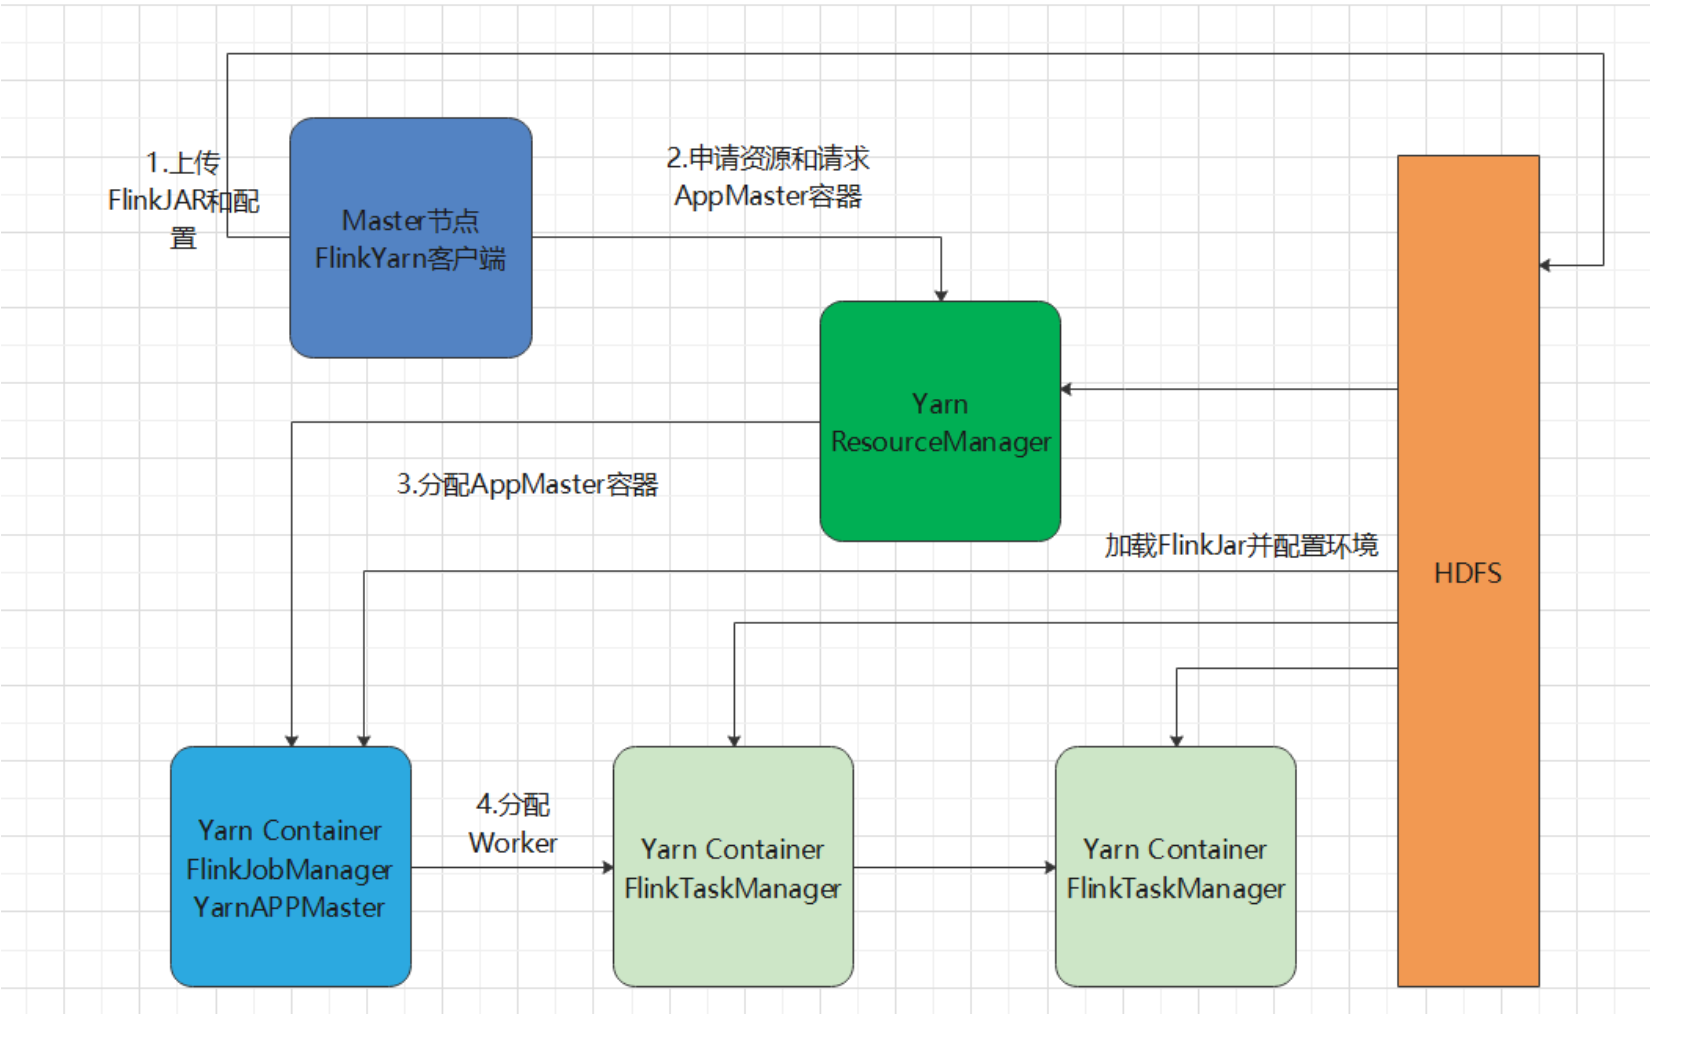 1.上传
FlinkJAR和配
置
Master节点
FlinkYarn客户端
2.申请资源和请求
AppMaster容器
Yarn
ResourceManager
3.分配AppMaster容器
加载FlinkJar并配置环境
HDFS
Yarn Container
FlinkJobManager
YarnAPPMaster
4.分配
Worker
Yarn Container
FlinkTaskManager
Yarn Container
FlinkTaskManager